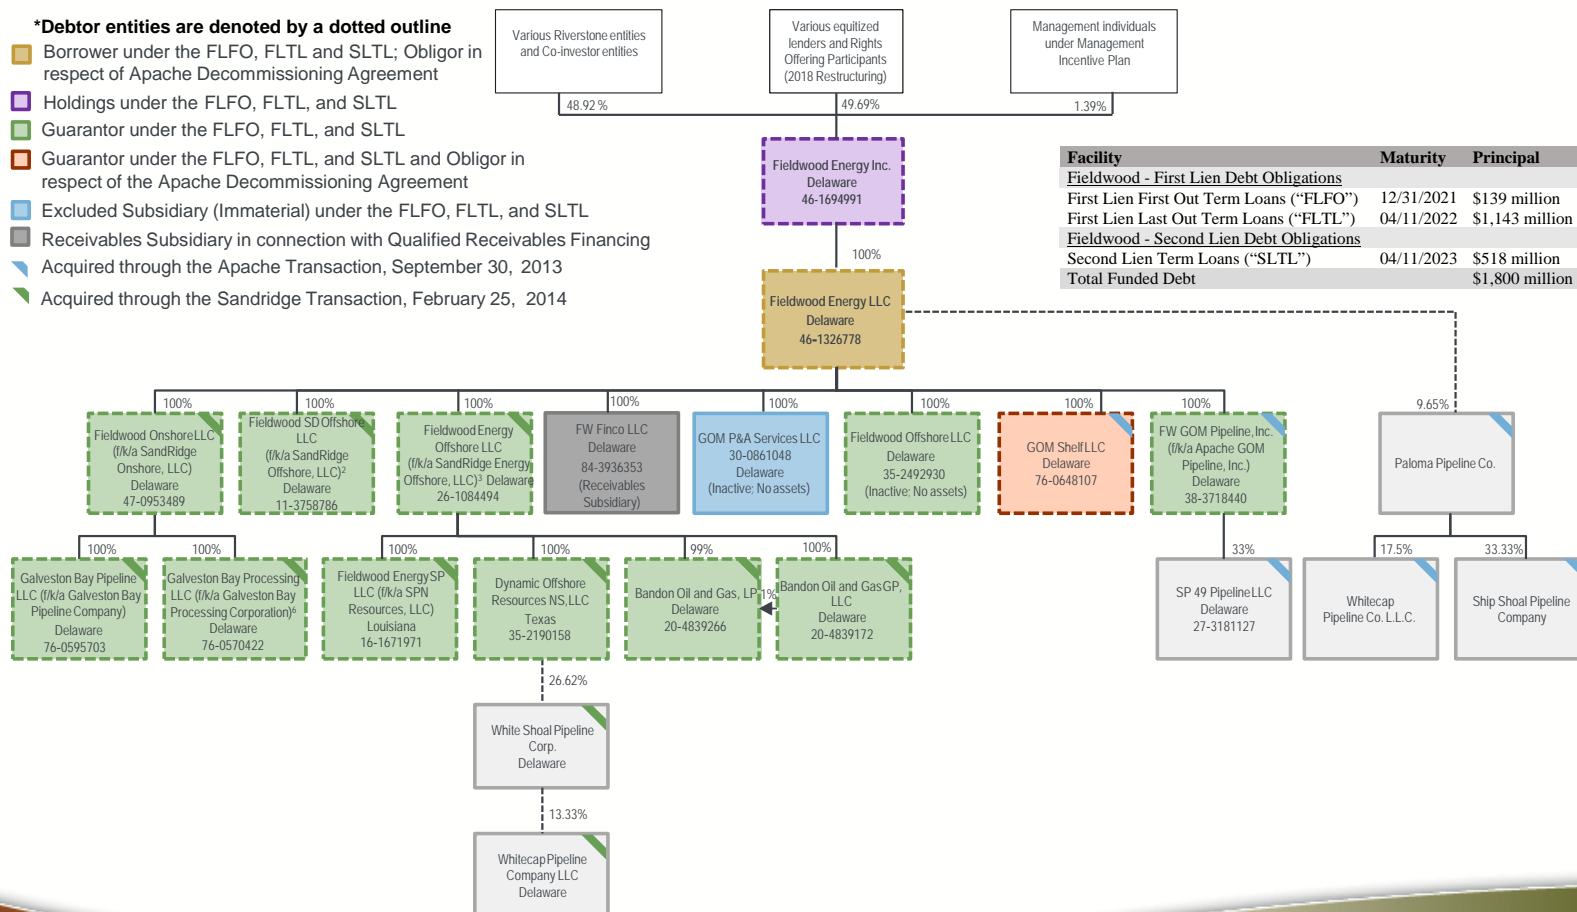 *Debtor entities are denoted by a dotted outline
Borrower under the FLFO, FLTL and SLTL; Obligor in
respect of Apache Decommissioning Agreement
Holdings under the FLFO, FLTL, and SLTL
Guarantor under the FLFO, FLTL, and SLTL
Guarantor under the FLFO, FLTL, and SLTL and Obligor in
respect of the Apache Decommissioning Agreement
Excluded Subsidiary (Immaterial) under the FLFO, FLTL, and SLTL
Receivables Subsidiary in connection with Qualified Receivables Financing
Acquired through the Apache Transaction, September 30, 2013
Acquired through the Sandridge Transaction, February 25, 2014
Various Riverstone entities
and Co-investor entities
Various equitized
lenders and Rights
Offering Participants
(2018 Restructuring)
Management individuals
under Management
Incentive Plan
48.92 %
49.69%
1.39%
Fieldwood Energy Inc.
Delaware
46-1694991
Facility Maturity Principal
Fieldwood - First Lien Debt Obligations
First Lien First Out Term Loans (“FLFO”) 12/31/2021 $139 million
First Lien Last Out Term Loans (“FLTL”) 04/11/2022 $1,143 million
Fieldwood - Second Lien Debt Obligations
Second Lien Term Loans (“SLTL”) 04/11/2023 $518 million
Total Funded Debt $1,800 million
100%
Fieldwood Energy LLC
Delaware
46-1326778
100%
Fieldwood Onshore LLC
(f/k/a SandRidge
Onshore, LLC)
Delaware
47-0953489
100%
Fieldwood SD Offshore
LLC
(f/k/a SandRidge
Offshore, LLC)2
Delaware
11-3758786
100%
Fieldwood Energy
Offshore LLC
(f/k/a SandRidge Energy
Offshore, LLC)3 Delaware
26-1084494
100%
FW Finco LLC
Delaware
84-3936353
(Receivables
Subsidiary)
100%
GOM P&A Services LLC
30-0861048
Delaware
(Inactive; No assets)
100%
Fieldwood Offshore LLC
Delaware
35-2492930
(Inactive; No assets)
100%
GOM Shelf LLC
Delaware
76-0648107
100%
FW GOM Pipeline, Inc.
(f/k/a Apache GOM
Pipeline, Inc.)
Delaware
38-3718440
9.65%
Paloma Pipeline Co.
100%
Galveston Bay Pipeline
LLC (f/k/a Galveston Bay
Pipeline Company)
Delaware
76-0595703
100%
Galveston Bay Processing
LLC (f/k/a Galveston Bay
Processing Corporation)6
Delaware
76-0570422
100%
Fieldwood Energy SP
LLC (f/k/a SPN
Resources, LLC)
Louisiana
16-1671971
100%
Dynamic Offshore
Resources NS, LLC
Texas
35-2190158
99%
Bandon Oil and Gas, LP
Delaware
20-4839266
1%
100%
Bandon Oil and Gas GP,
LLC
Delaware
20-4839172
33%
SP 49 Pipeline LLC
Delaware
27-3181127
17.5%
Whitecap
Pipeline Co. L.L.C.
33.33%
Ship Shoal Pipeline
Company
26.62%
White Shoal Pipeline
Corp.
Delaware
13.33%
Whitecap Pipeline
Company LLC
Delaware